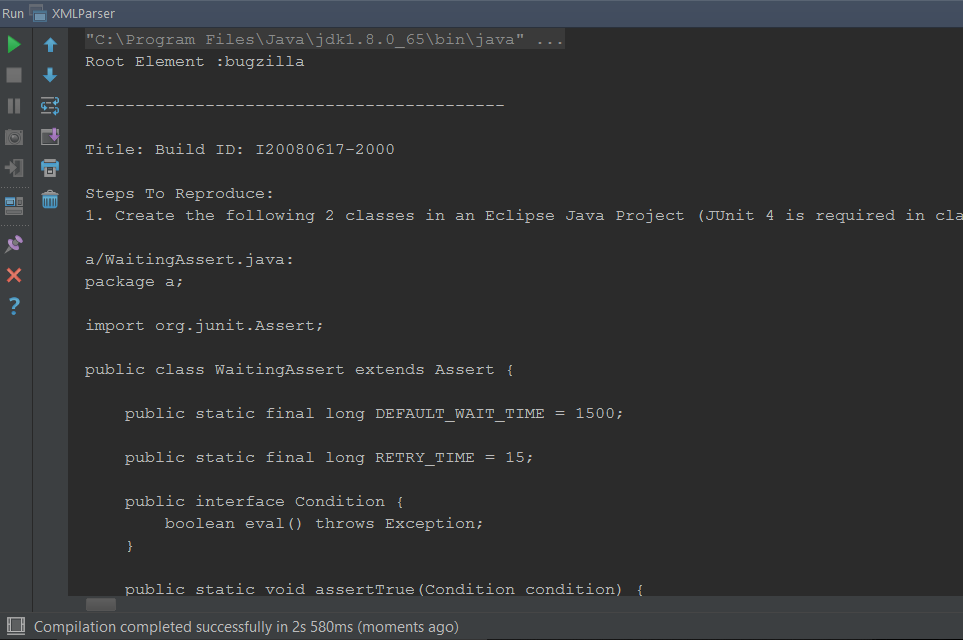 Run XMLParser
"C:\Program Files\Java\jdk1.8.0_65\bin\java" ...
Root Element :bugzilla
------------------------------------------
Title: Build ID: I20080617-2000
Steps To Reproduce:
1. Create the following 2 classes in an Eclipse Java Project (JUnit 4 is required in cla
a/WaitingAssert.java:
package a;
import org.junit.Assert;
public class WaitingAssert extends Assert {
    public static final long DEFAULT_WAIT_TIME = 1500;
    public static final long RETRY_TIME = 15;
    public interface Condition {
        boolean eval() throws Exception;
    }
    public static void assertTrue(Condition condition) {
Compilation completed successfully in 2s 580ms (moments ago)